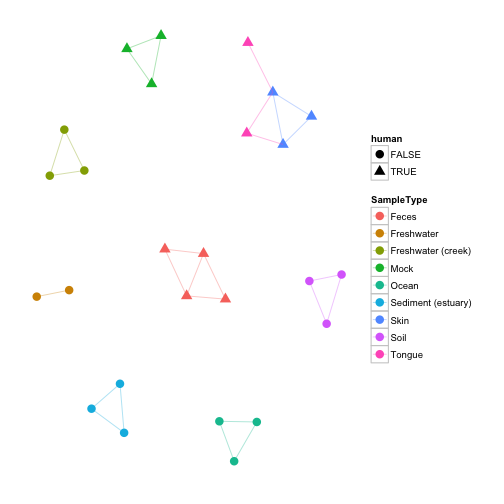 human
FALSE
TRUE
SampleType
Feces
Freshwater
Freshwater (creek)
Mock
Ocean
Sediment (estuary)
Skin
Soil
Tongue